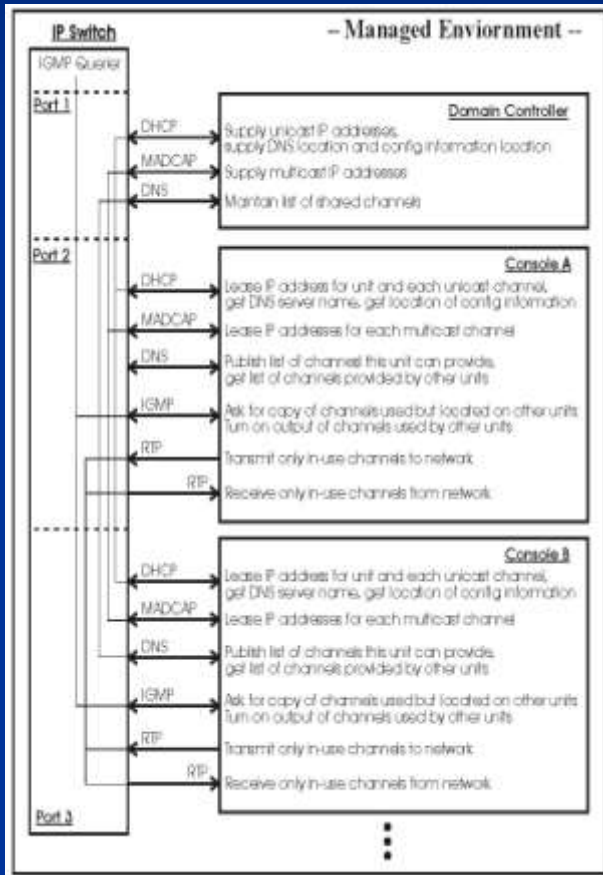 -- Managed Enviornment --
IP Switch
IGMP Querier
Port 1
Domain Controller
DHCP
Supply unicast IP addresses,
supply DNS location and config information location
MADCAP
Supply multicast IP addresses
DNS
Maintain list of shared channels
Port 2
Console A
DHCP
Lease IP address for unit and each unicast channel,
get DNS server name, get location of config information
MADCAP
Lease IP addresses for each multicast channel
DNS
Publish list of channels this unit can provide,
get list of channels provided by other units
IGMP
Ask for copy of channels used but located on other units
Turn on output of channels used by other units
RTP
Transmit only in-use channels to network
RTP
Receive only in-use channels from network
Console B
DHCP
Lease IP address for unit and each unicast channel,
get DNS server name, get location of config information
MADCAP
Lease IP addresses for each multicast channel
DNS
Publish list of channels this unit can provide,
get list of channels provided by other units
IGMP
Ask for copy of channels used but located on other units
Turn on output of channels used by other units
RTP
Transmit only in-use channels to network
RTP
Receive only in-use channels from network
Port 3